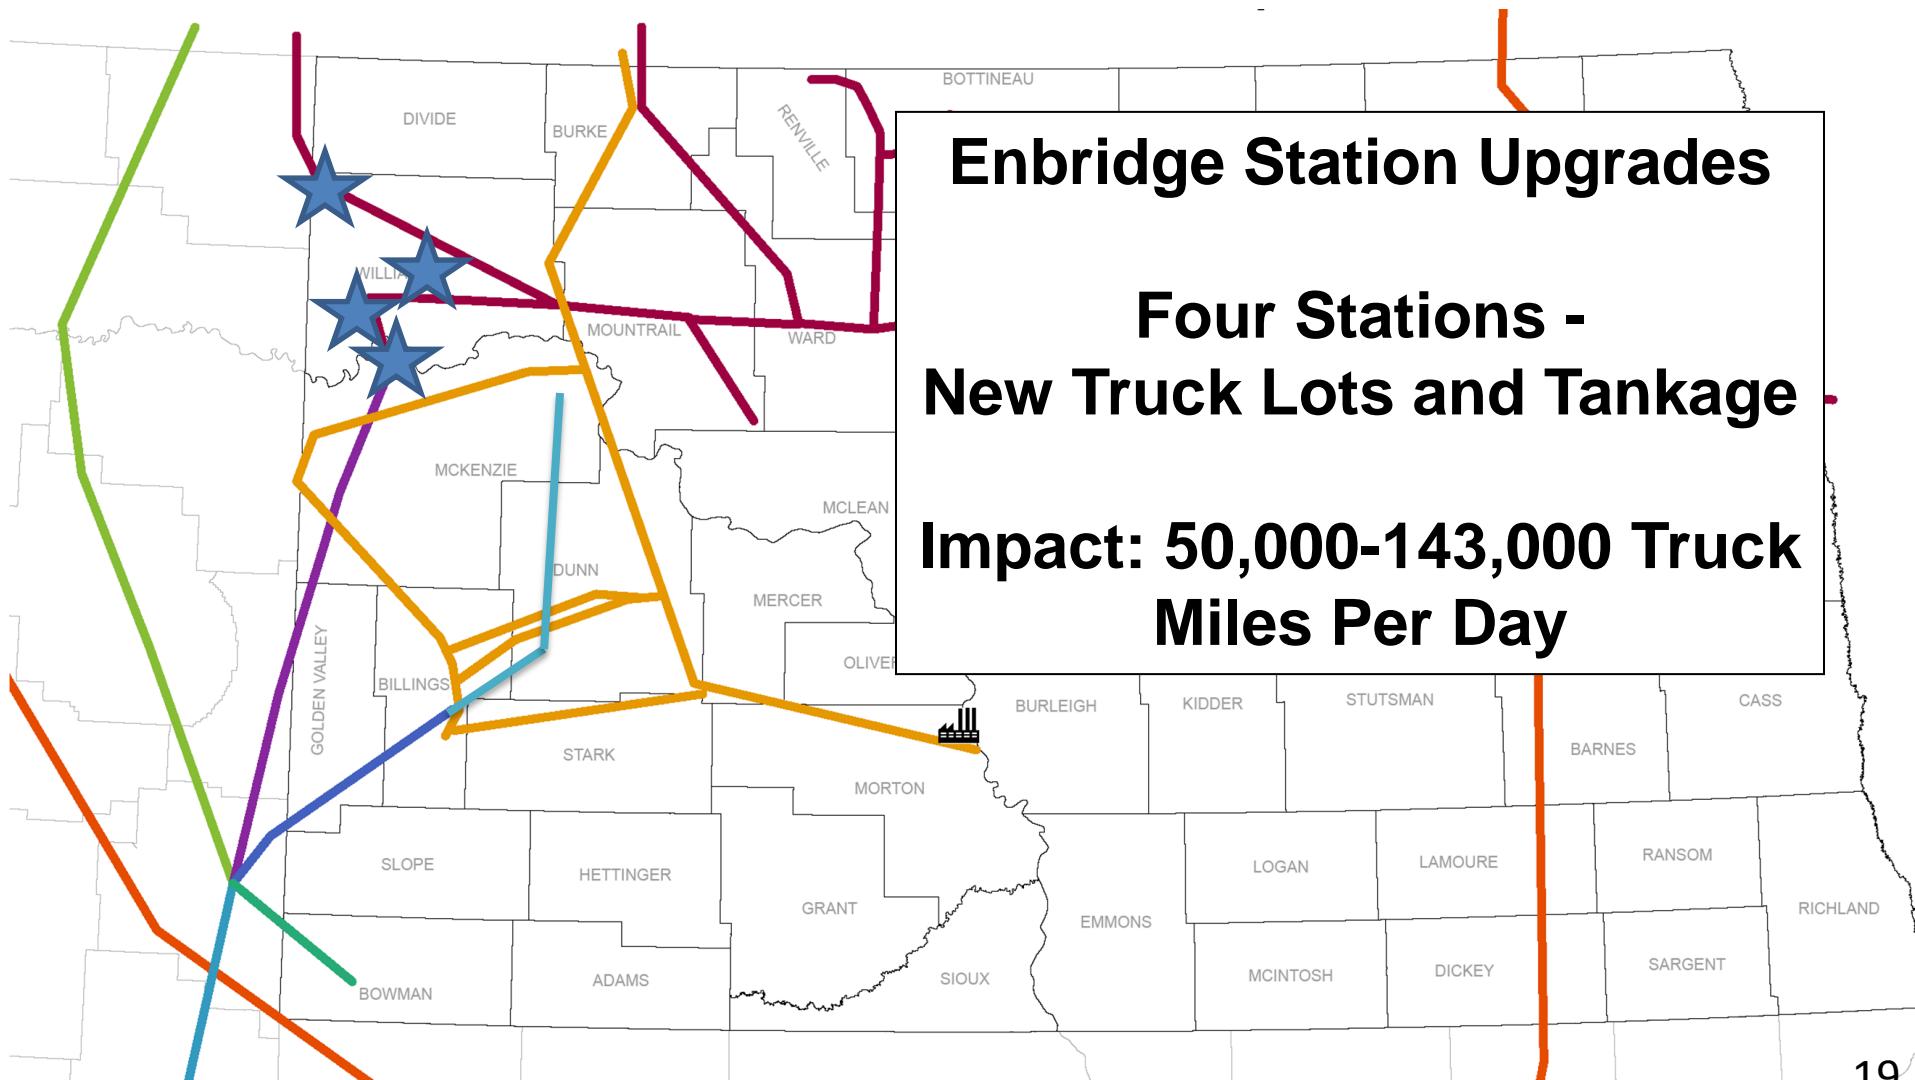 BOTTINEAU
DIVIDE
BURKE
RENVILLE
Enbridge Station Upgrades
Four Stations -
New Truck Lots and Tankage
Impact: 50,000-143,000 Truck
Miles Per Day
MOUNTRAIL
WARD
MCKENZIE
MCLEAN
DUNN
MERCER
GOLDEN VALLEY
BILLINGS
BURLEIGH
KIDDER
STUTSMAN
CASS
STARK
BARNES
MORTON
SLOPE
HETTINGER
LOGAN
LAMOURE
RANSOM
GRANT
EMMONS
RICHLAND
BOWMAN
ADAMS
SIOUX
MCINTOSH
DICKEY
SARGENT
19